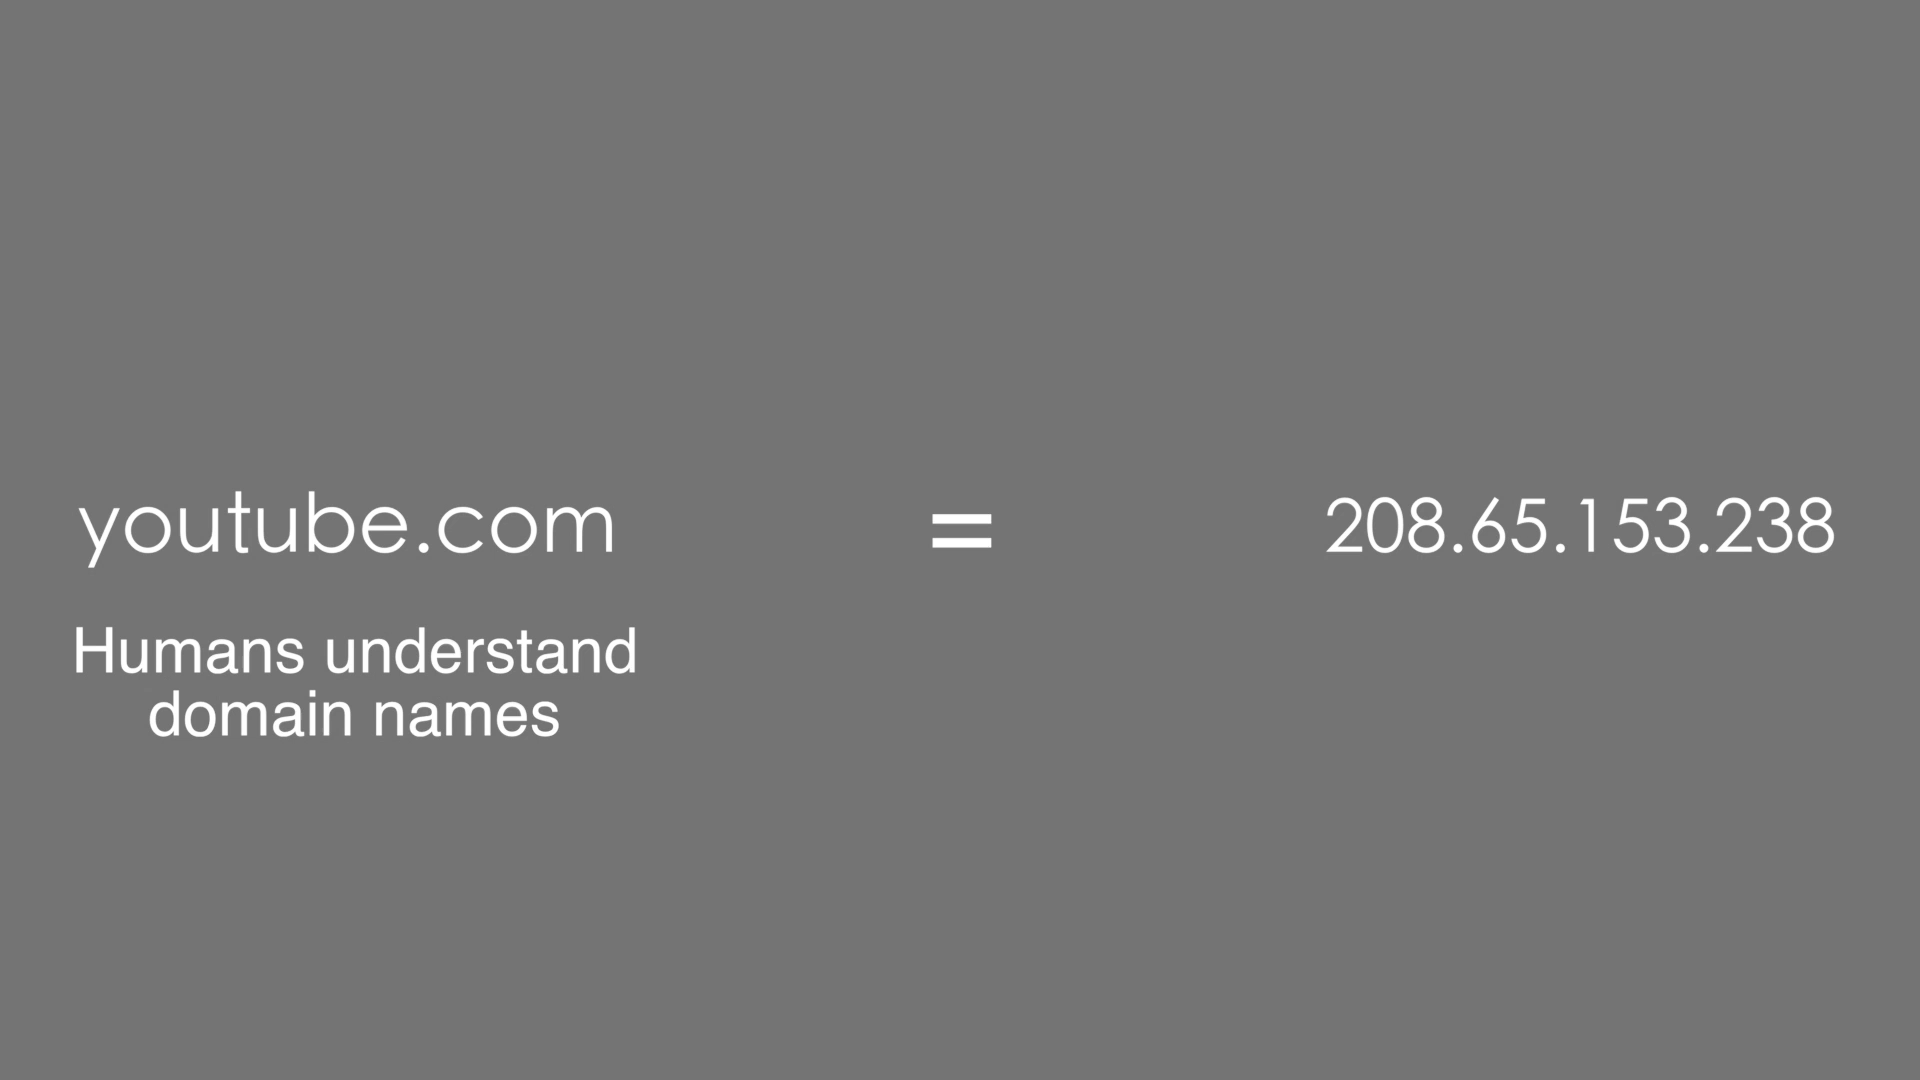 youtube.com = 208.65.153.238
Humans understand
domain names